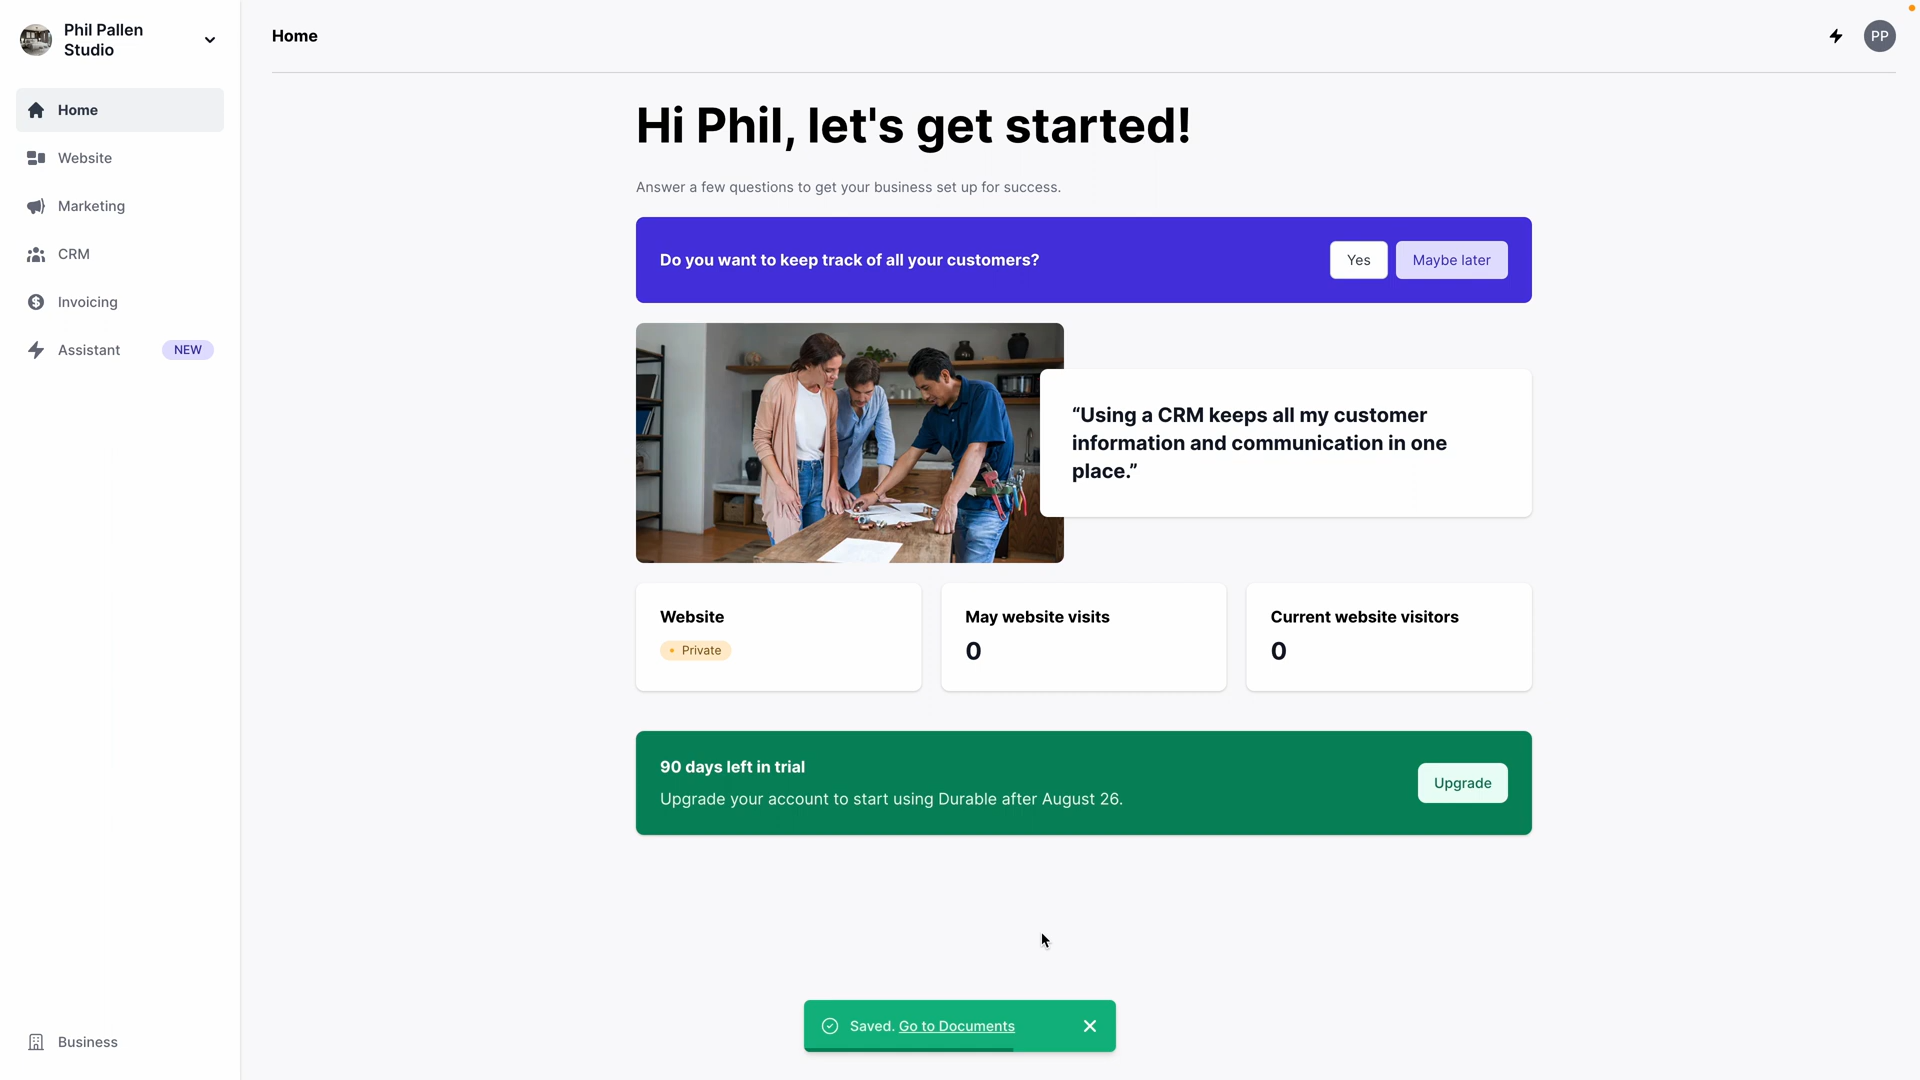 Phil Pallen
Studio
Home
Website
Marketing
CRM
Invoicing
Assistant NEW
Business
Home
PP
Hi Phil, let's get started!
Answer a few questions to get your business set up for success.
Do you want to keep track of all your customers?
Yes
Maybe later
“Using a CRM keeps all my customer
information and communication in one
place.”
Website
Private
May website visits
0
Current website visitors
0
90 days left in trial
Upgrade your account to start using Durable after August 26.
Upgrade
Saved. Go to Documents